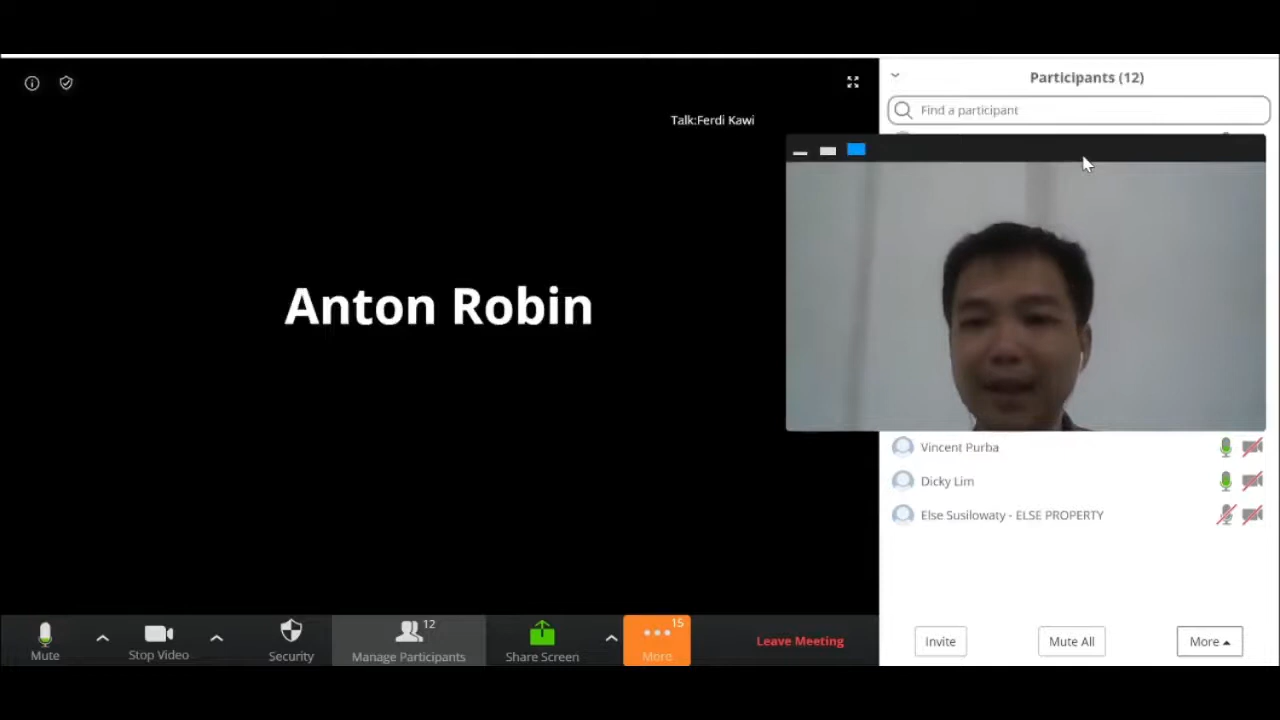 Participants (12)
Find a participant
Talk:Ferdi Kawi
Anton Robin
Vincent Purba
Dicky Lim
Else Susilowaty - ELSE PROPERTY
Mute
Stop Video
Security
12
Manage Participants
Share Screen
15
More
Leave Meeting
Invite
Mute All
More